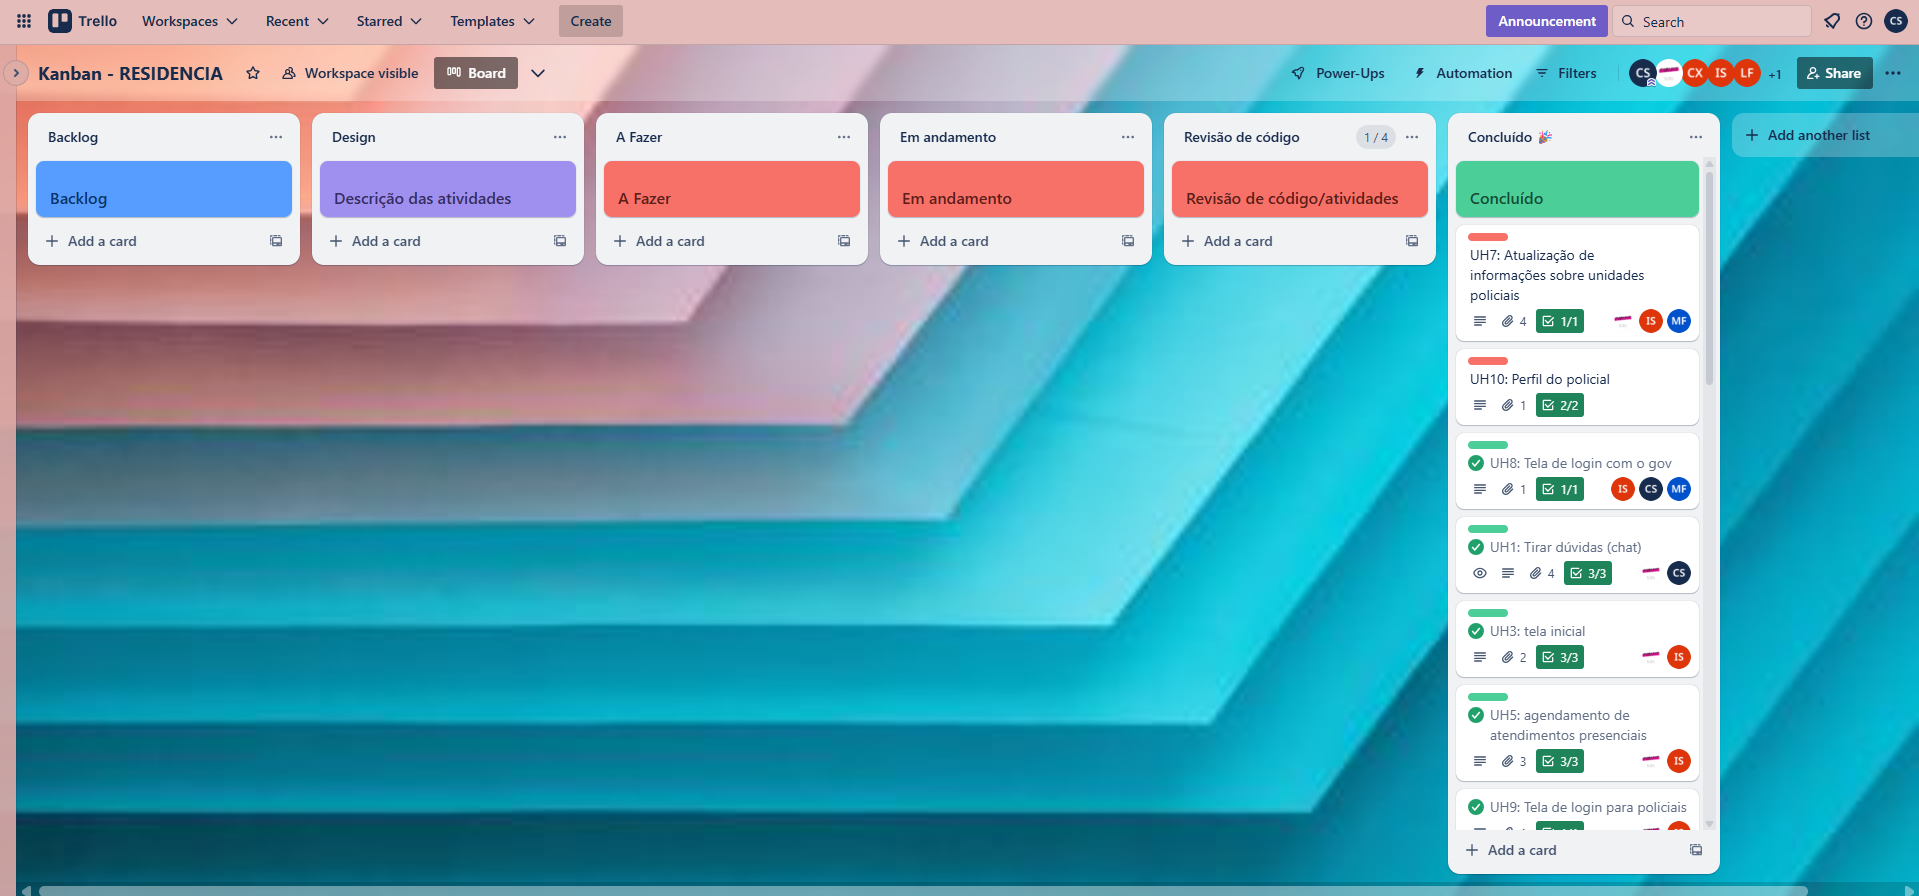 Trello
Workspaces
Recent
Starred
Templates
Create
Announcement
Search
CS
Kanban - RESIDENCIA
Workspace visible
Board
Power-Ups
Automation
Filters
CS
CX
IS
LF
+1
Share
Backlog
Backlog
Add a card
Design
Descrição das atividades
Add a card
A Fazer
A Fazer
Add a card
Em andamento
Em andamento
Add a card
Revisão de código
1 / 4
Revisão de código/atividades
Add a card
Concluído 🎉
Concluído
UH7: Atualização de
informações sobre unidades
policiais
4
1/1
IS
MF
UH10: Perfil do policial
1
2/2
UH8: Tela de login com o gov
1
1/1
IS
CS
MF
UH1: Tirar dúvidas (chat)
4
3/3
CS
UH3: tela inicial
2
3/3
IS
UH5: agendamento de
atendimentos presenciais
3
3/3
IS
UH9: Tela de login para policiais
Add a card
Add another list